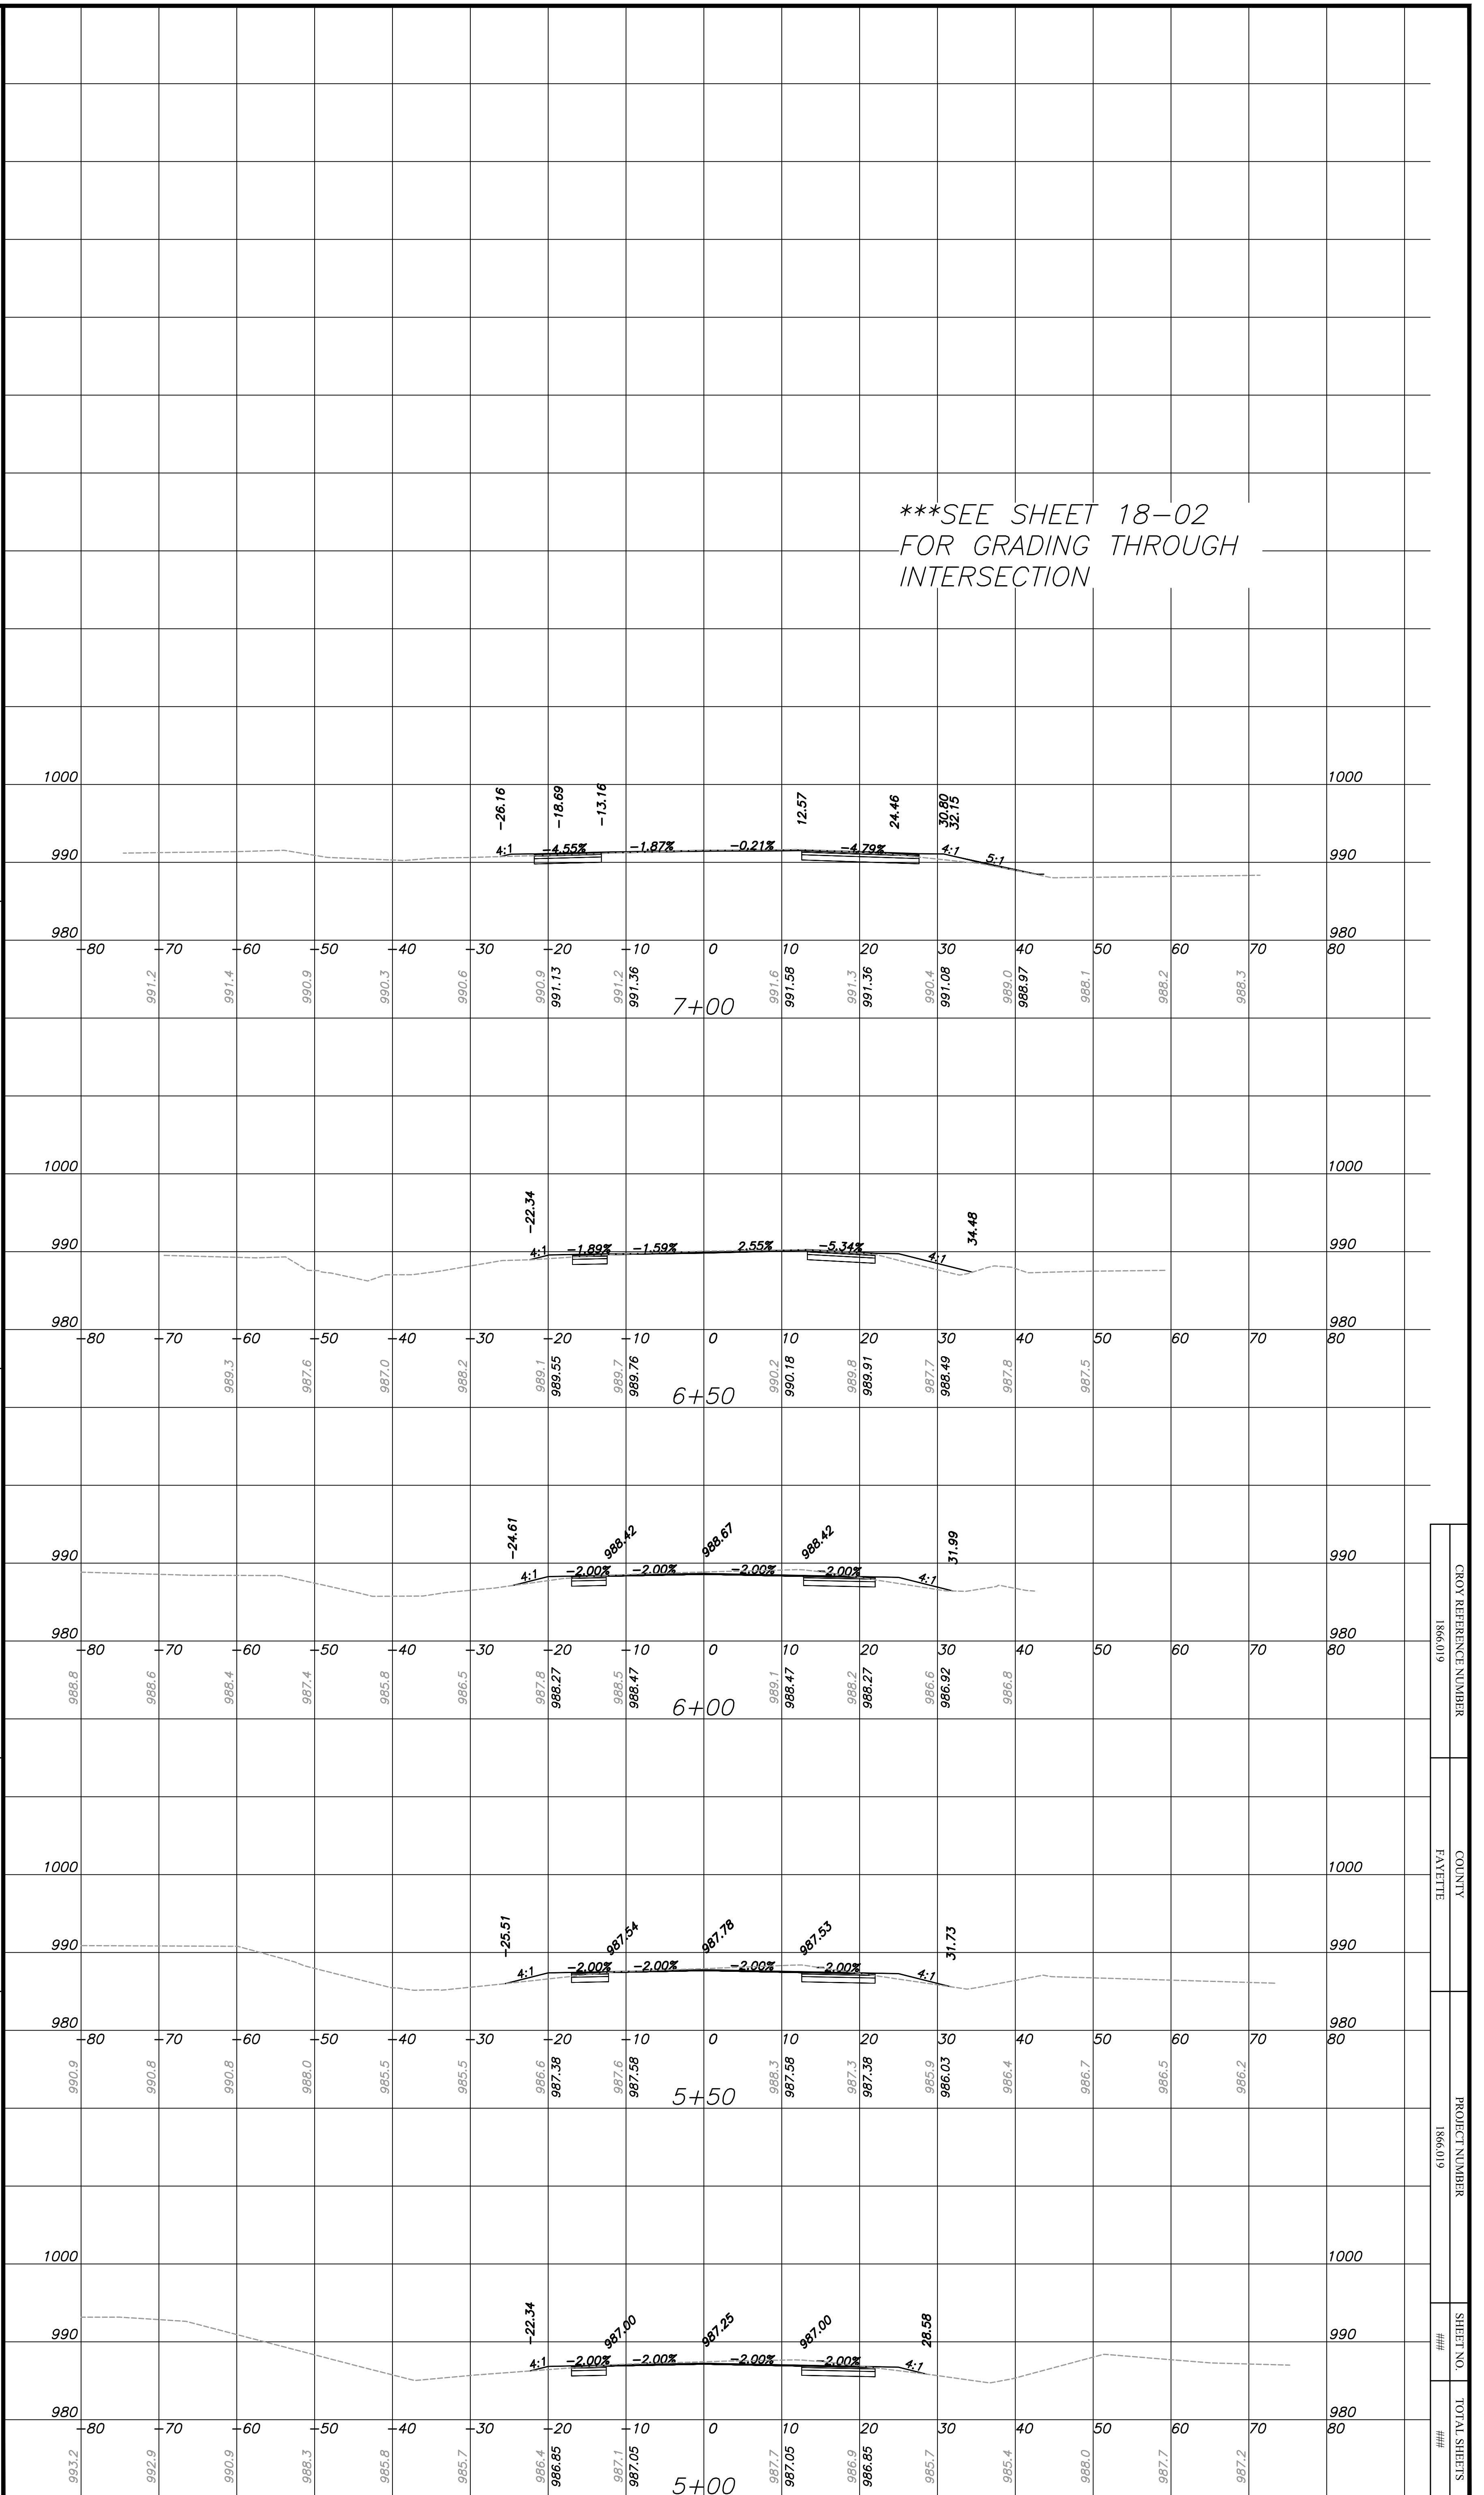 ***SEE SHEET 18-02
FOR GRADING THROUGH
INTERSECTION
-26.16 -18.69 -13.16 12.57 24.46 30.80 32.15
1000 1000
4:1 -4.55% -1.87% -0.21% -4.79% 4:1 5:1
990 990
980 980
-80 -70 -60 -50 -40 -30 -20 -10 0 10 20 30 40 50 60 70 80
991.2 991.4 990.9 990.3 990.6 990.9 991.13 991.2 991.36 991.6 991.58 991.3 991.36 990.4 991.08 989.0 988.97 988.1 988.2 988.3
7+00
1000 1000
-22.34 34.48
4:1 -1.89% -1.59% 2.55% -5.34% 4:1
990 990
980 980
-80 -70 -60 -50 -40 -30 -20 -10 0 10 20 30 40 50 60 70 80
989.3 987.6 987.0 988.2 989.1 989.55 989.7 989.76 990.2 990.18 989.8 989.91 987.7 988.49 987.8 987.5
6+50
-24.61 988.42 988.67 988.42 31.99
990 990
4:1 -2.00% -2.00% -2.00% -2.00% 4:1
980 980
-80 -70 -60 -50 -40 -30 -20 -10 0 10 20 30 40 50 60 70 80
988.8 988.6 988.4 987.4 985.8 986.5 987.8 988.27 988.5 988.47 989.1 988.47 988.2 988.27 986.6 986.92 986.8
6+00
1000 1000
-25.51 987.54 987.78 987.53 31.73
990 990
4:1 -2.00% -2.00% -2.00% -2.00% 4:1
980 980
-80 -70 -60 -50 -40 -30 -20 -10 0 10 20 30 40 50 60 70 80
990.9 990.8 990.8 988.0 985.5 985.5 986.6 987.38 987.6 987.58 988.3 987.58 987.3 987.38 985.9 986.03 986.4 986.7 986.5 986.2
5+50
1000 1000
-22.34 987.00 987.25 987.00 28.58
990 990
4:1 -2.00% -2.00% -2.00% -2.00% 4:1
980 980
-80 -70 -60 -50 -40 -30 -20 -10 0 10 20 30 40 50 60 70 80
993.2 992.9 990.9 988.3 985.8 985.7 986.4 986.85 987.1 987.05 987.7 987.05 986.9 986.85 985.7 985.4 988.0 987.7 987.2
5+00
CROY REFERENCE NUMBER
1866.019
COUNTY
FAYETTE
PROJECT NUMBER
1866.019
SHEET NO.
###
TOTAL SHEETS
###